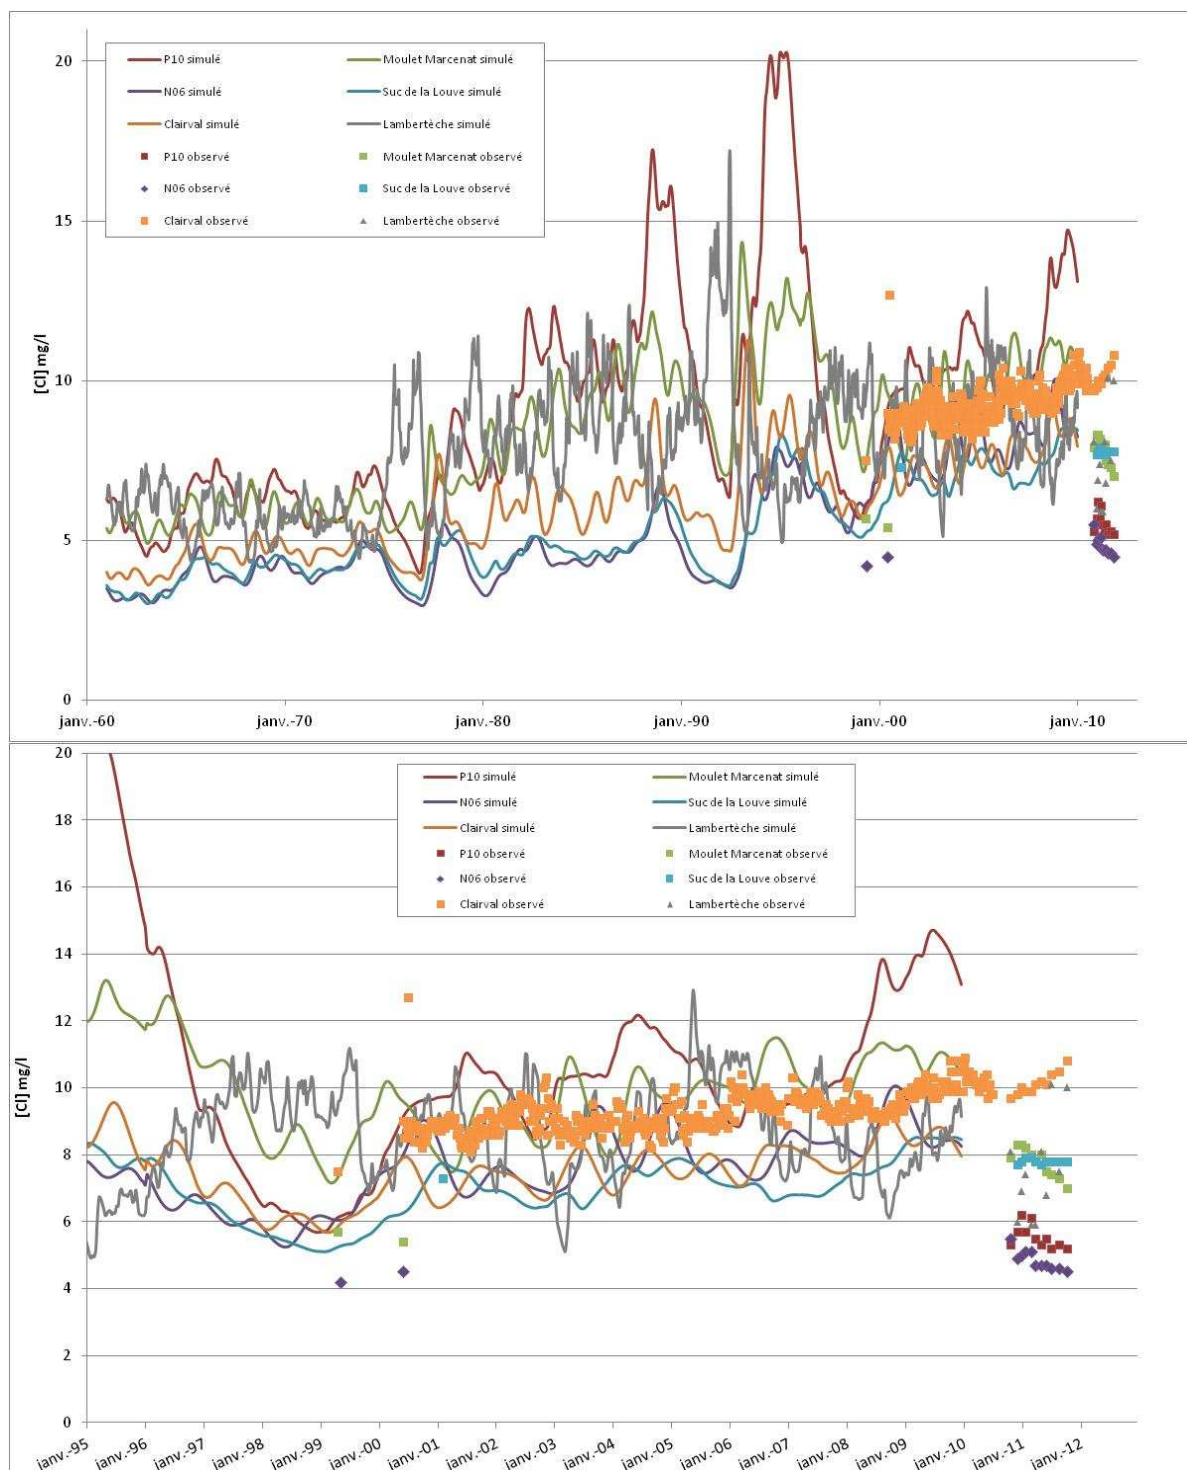 20
P10 simulé
Moulet Marcenat simulé
N06 simulé
Suc de la Louve simulé
Clairval simulé
Lambertèche simulé
P10 observé
Moulet Marcenat observé
N06 observé
Suc de la Louve observé
Clairval observé
Lambertèche observé
15
[Cl] mg/l
10
5
0
janv.-60
janv.-70
janv.-80
janv.-90
janv.-00
janv.-10
20
P10 simulé
Moulet Marcenat simulé
N06 simulé
Suc de la Louve simulé
18
Clairval simulé
Lambertèche simulé
P10 observé
Moulet Marcenat observé
N06 observé
Suc de la Louve observé
16
Clairval observé
Lambertèche observé
14
12
[Cl] mg/l
10
8
6
4
2
0
janv.-95
janv.-96
janv.-97
janv.-98
janv.-99
janv.-00
janv.-01
janv.-02
janv.-03
janv.-04
janv.-05
janv.-06
janv.-07
janv.-08
janv.-09
janv.-10
janv.-11
janv.-12